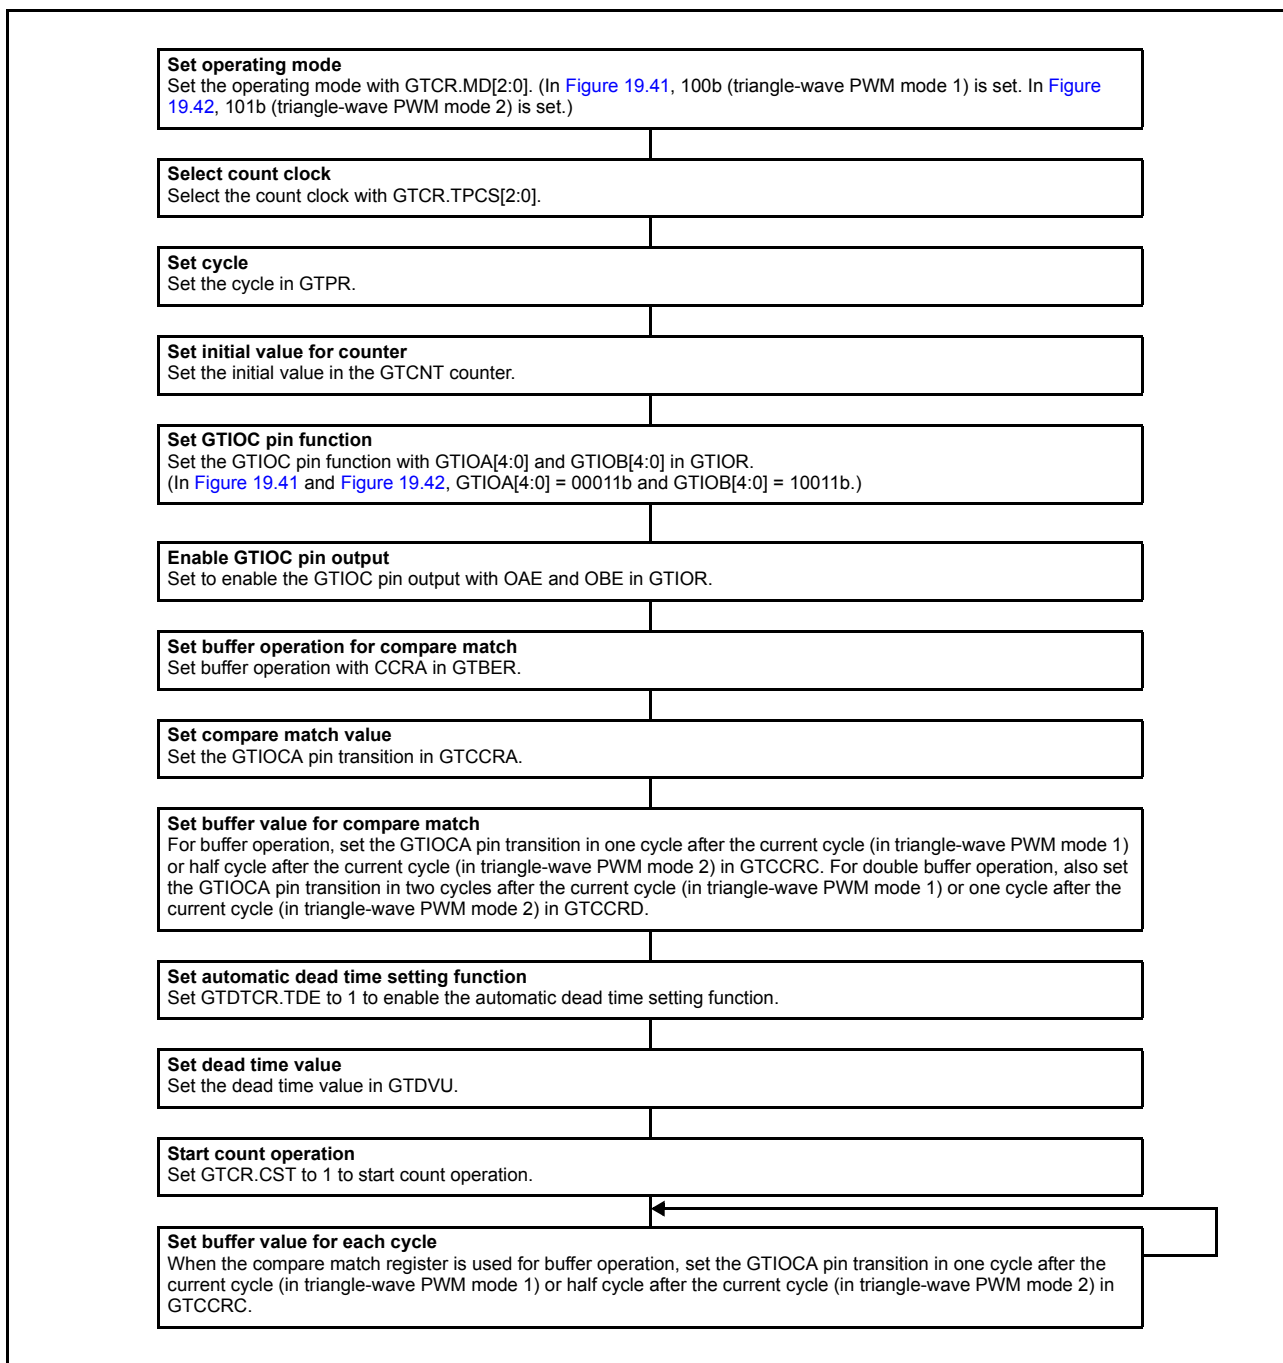 Set operating mode
Set the operating mode with GTCR.MD[2:0]. (In Figure 19.41, 100b (triangle-wave PWM mode 1) is set. In Figure
19.42, 101b (triangle-wave PWM mode 2) is set.)
Select count clock
Select the count clock with GTCR.TPCS[2:0].
Set cycle
Set the cycle in GTPR.
Set initial value for counter
Set the initial value in the GTCNT counter.
Set GTIOC pin function
Set the GTIOC pin function with GTIOA[4:0] and GTIOB[4:0] in GTIOR.
(In Figure 19.41 and Figure 19.42, GTIOA[4:0] = 00011b and GTIOB[4:0] = 10011b.)
Enable GTIOC pin output
Set to enable the GTIOC pin output with OAE and OBE in GTIOR.
Set buffer operation for compare match
Set buffer operation with CCRA in GTBER.
Set compare match value
Set the GTIOCA pin transition in GTCCRA.
Set buffer value for compare match
For buffer operation, set the GTIOCA pin transition in one cycle after the current cycle (in triangle-wave PWM mode 1)
or half cycle after the current cycle (in triangle-wave PWM mode 2) in GTCCRC. For double buffer operation, also set
the GTIOCA pin transition in two cycles after the current cycle (in triangle-wave PWM mode 1) or one cycle after the
current cycle (in triangle-wave PWM mode 2) in GTCCRD.
Set automatic dead time setting function
Set GTDTCR.TDE to 1 to enable the automatic dead time setting function.
Set dead time value
Set the dead time value in GTDVU.
Start count operation
Set GTCR.CST to 1 to start count operation.
Set buffer value for each cycle
When the compare match register is used for buffer operation, set the GTIOCA pin transition in one cycle after the
current cycle (in triangle-wave PWM mode 1) or half cycle after the current cycle (in triangle-wave PWM mode 2) in
GTCCRC.